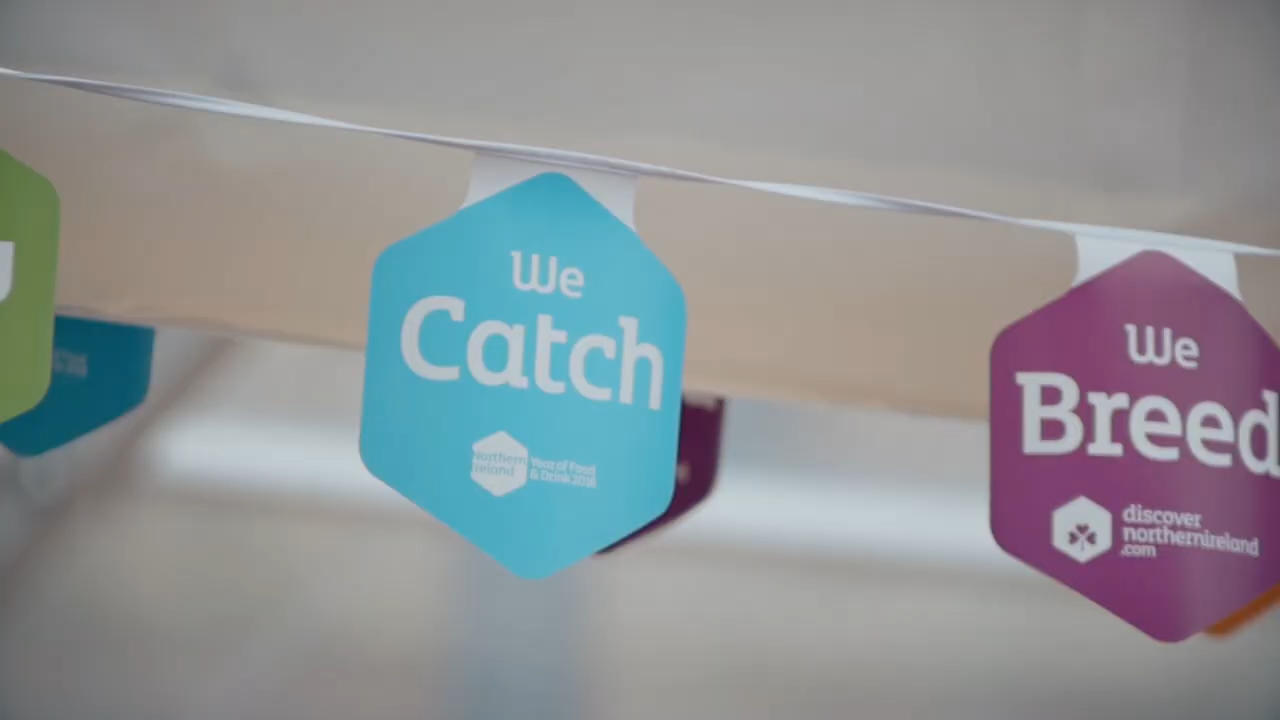 We
Catch
Northern
Ireland
Year of Food
& Drink 2016
We
Breed
discover
northernireland
.com